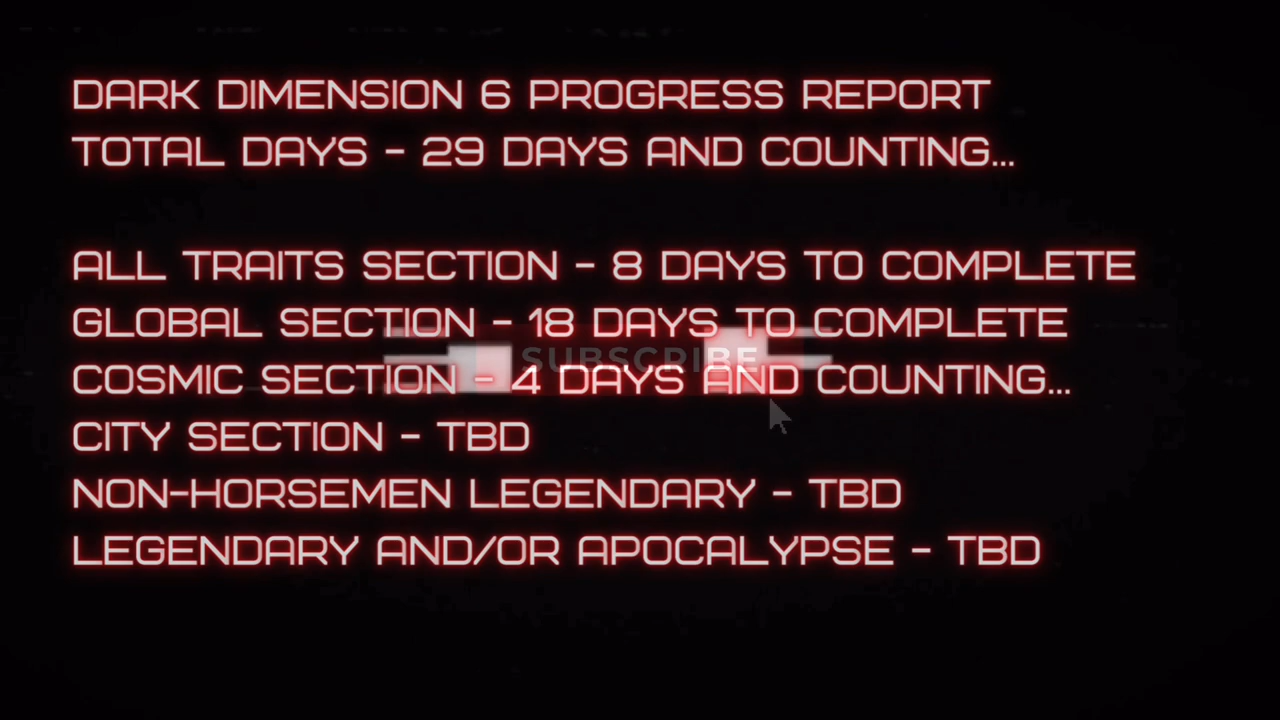 DARK DIMENSION 6 PROGRESS REPORT
TOTAL DAYS - 29 DAYS AND COUNTING...
ALL TRAITS SECTION - 8 DAYS TO COMPLETE
GLOBAL SECTION - 18 DAYS TO COMPLETE
SUBSCRIBE
COSMIC SECTION - 4 DAYS AND COUNTING...
CITY SECTION - TBD
NON-HORSEMEN LEGENDARY - TBD
LEGENDARY AND/OR APOCALYPSE - TBD